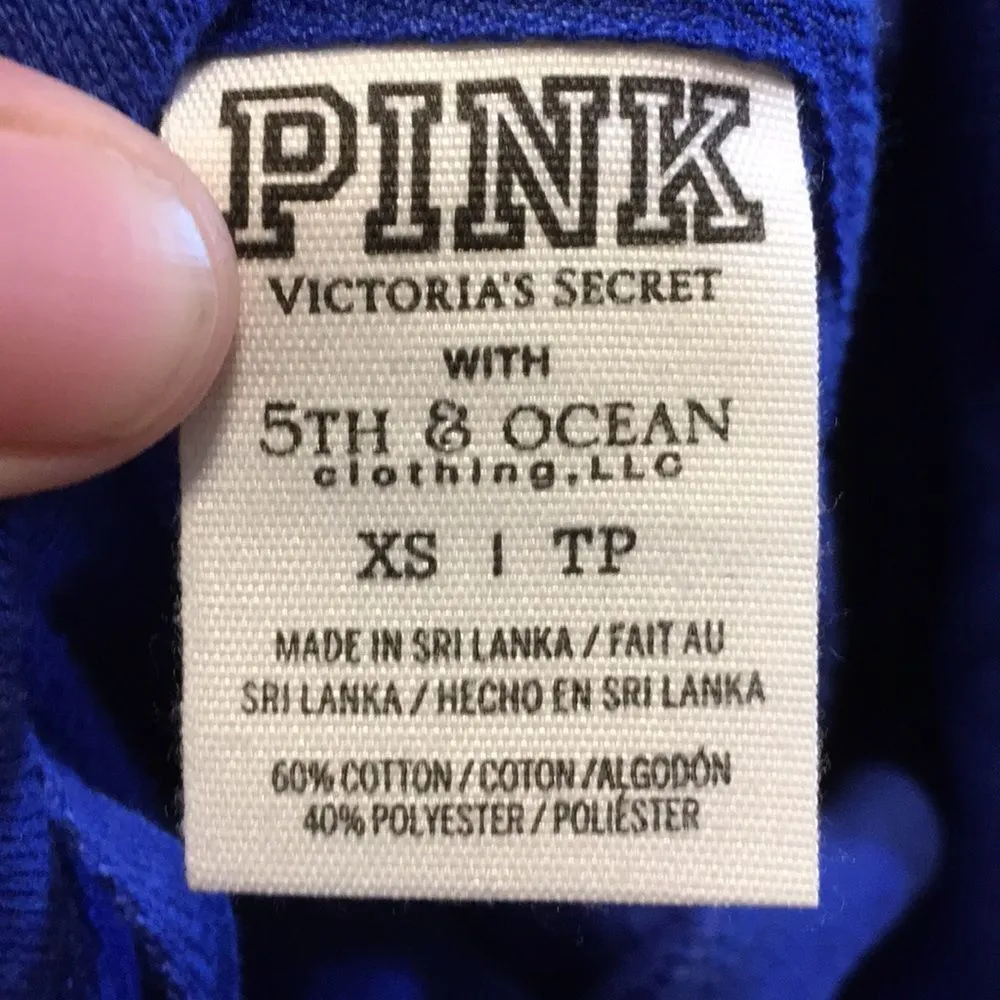 PINK
VICTORIA'S SECRET
WITH
5TH & OCEAN
clothing,LLC
XS | TP
MADE IN SRI LANKA / FAIT AU
SRI LANKA / HECHO EN SRI LANKA
60% COTTON / COTON /ALGODÓN
40% POLYESTER / POLIÉSTER